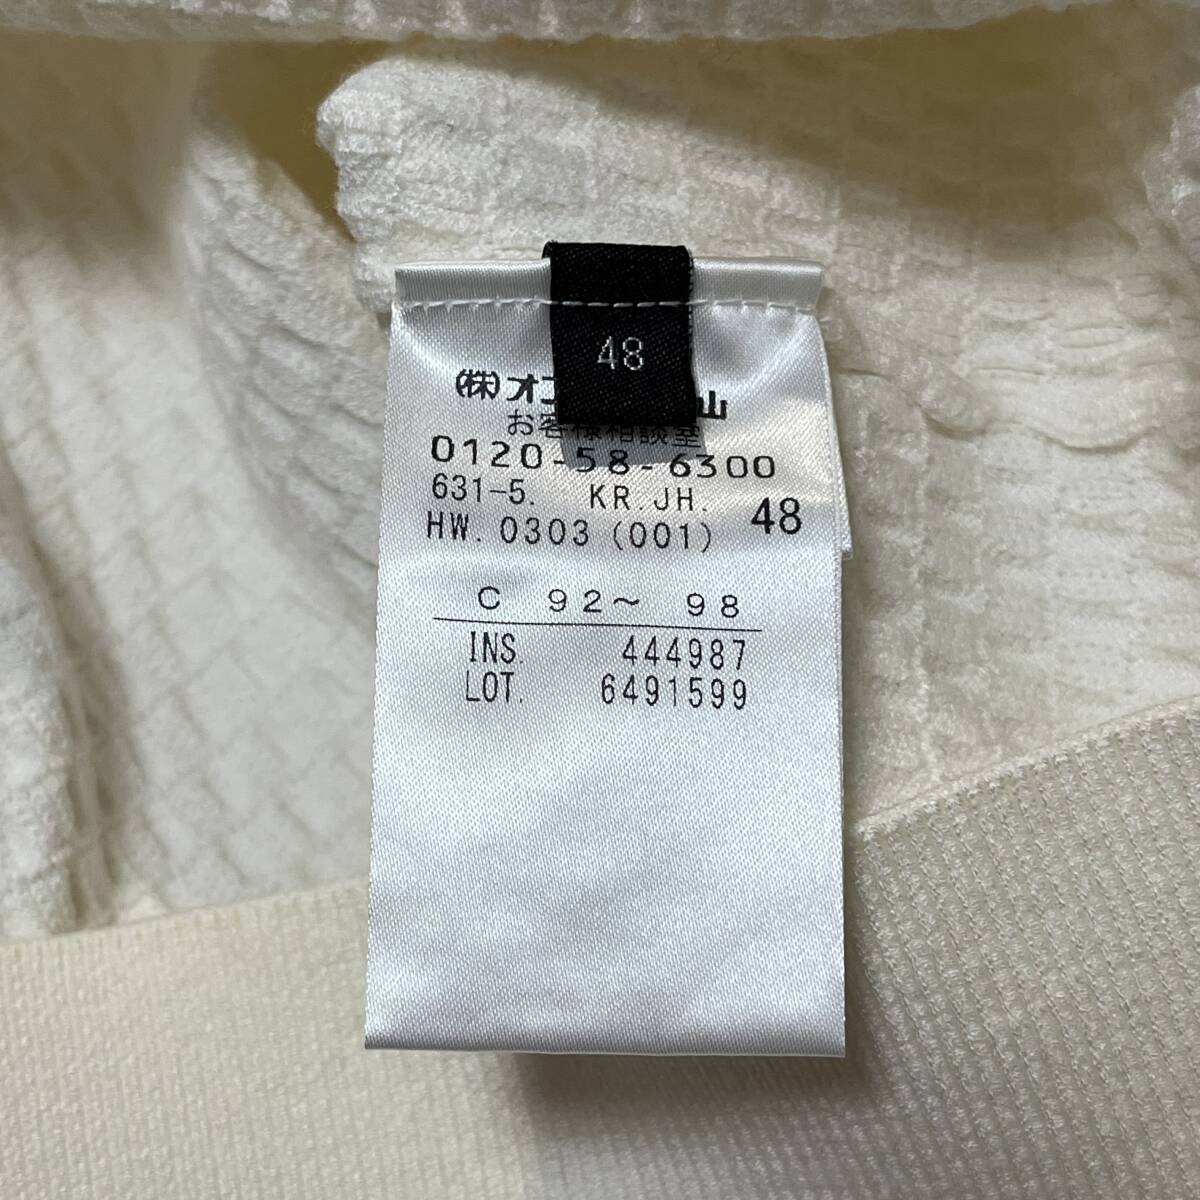 48
(株)オ 山
お客様相談室
0120-58-6300
631-5. KR.JH. 48
HW. 0303 (001)
C 92～ 98
INS. 444987
LOT. 6491599